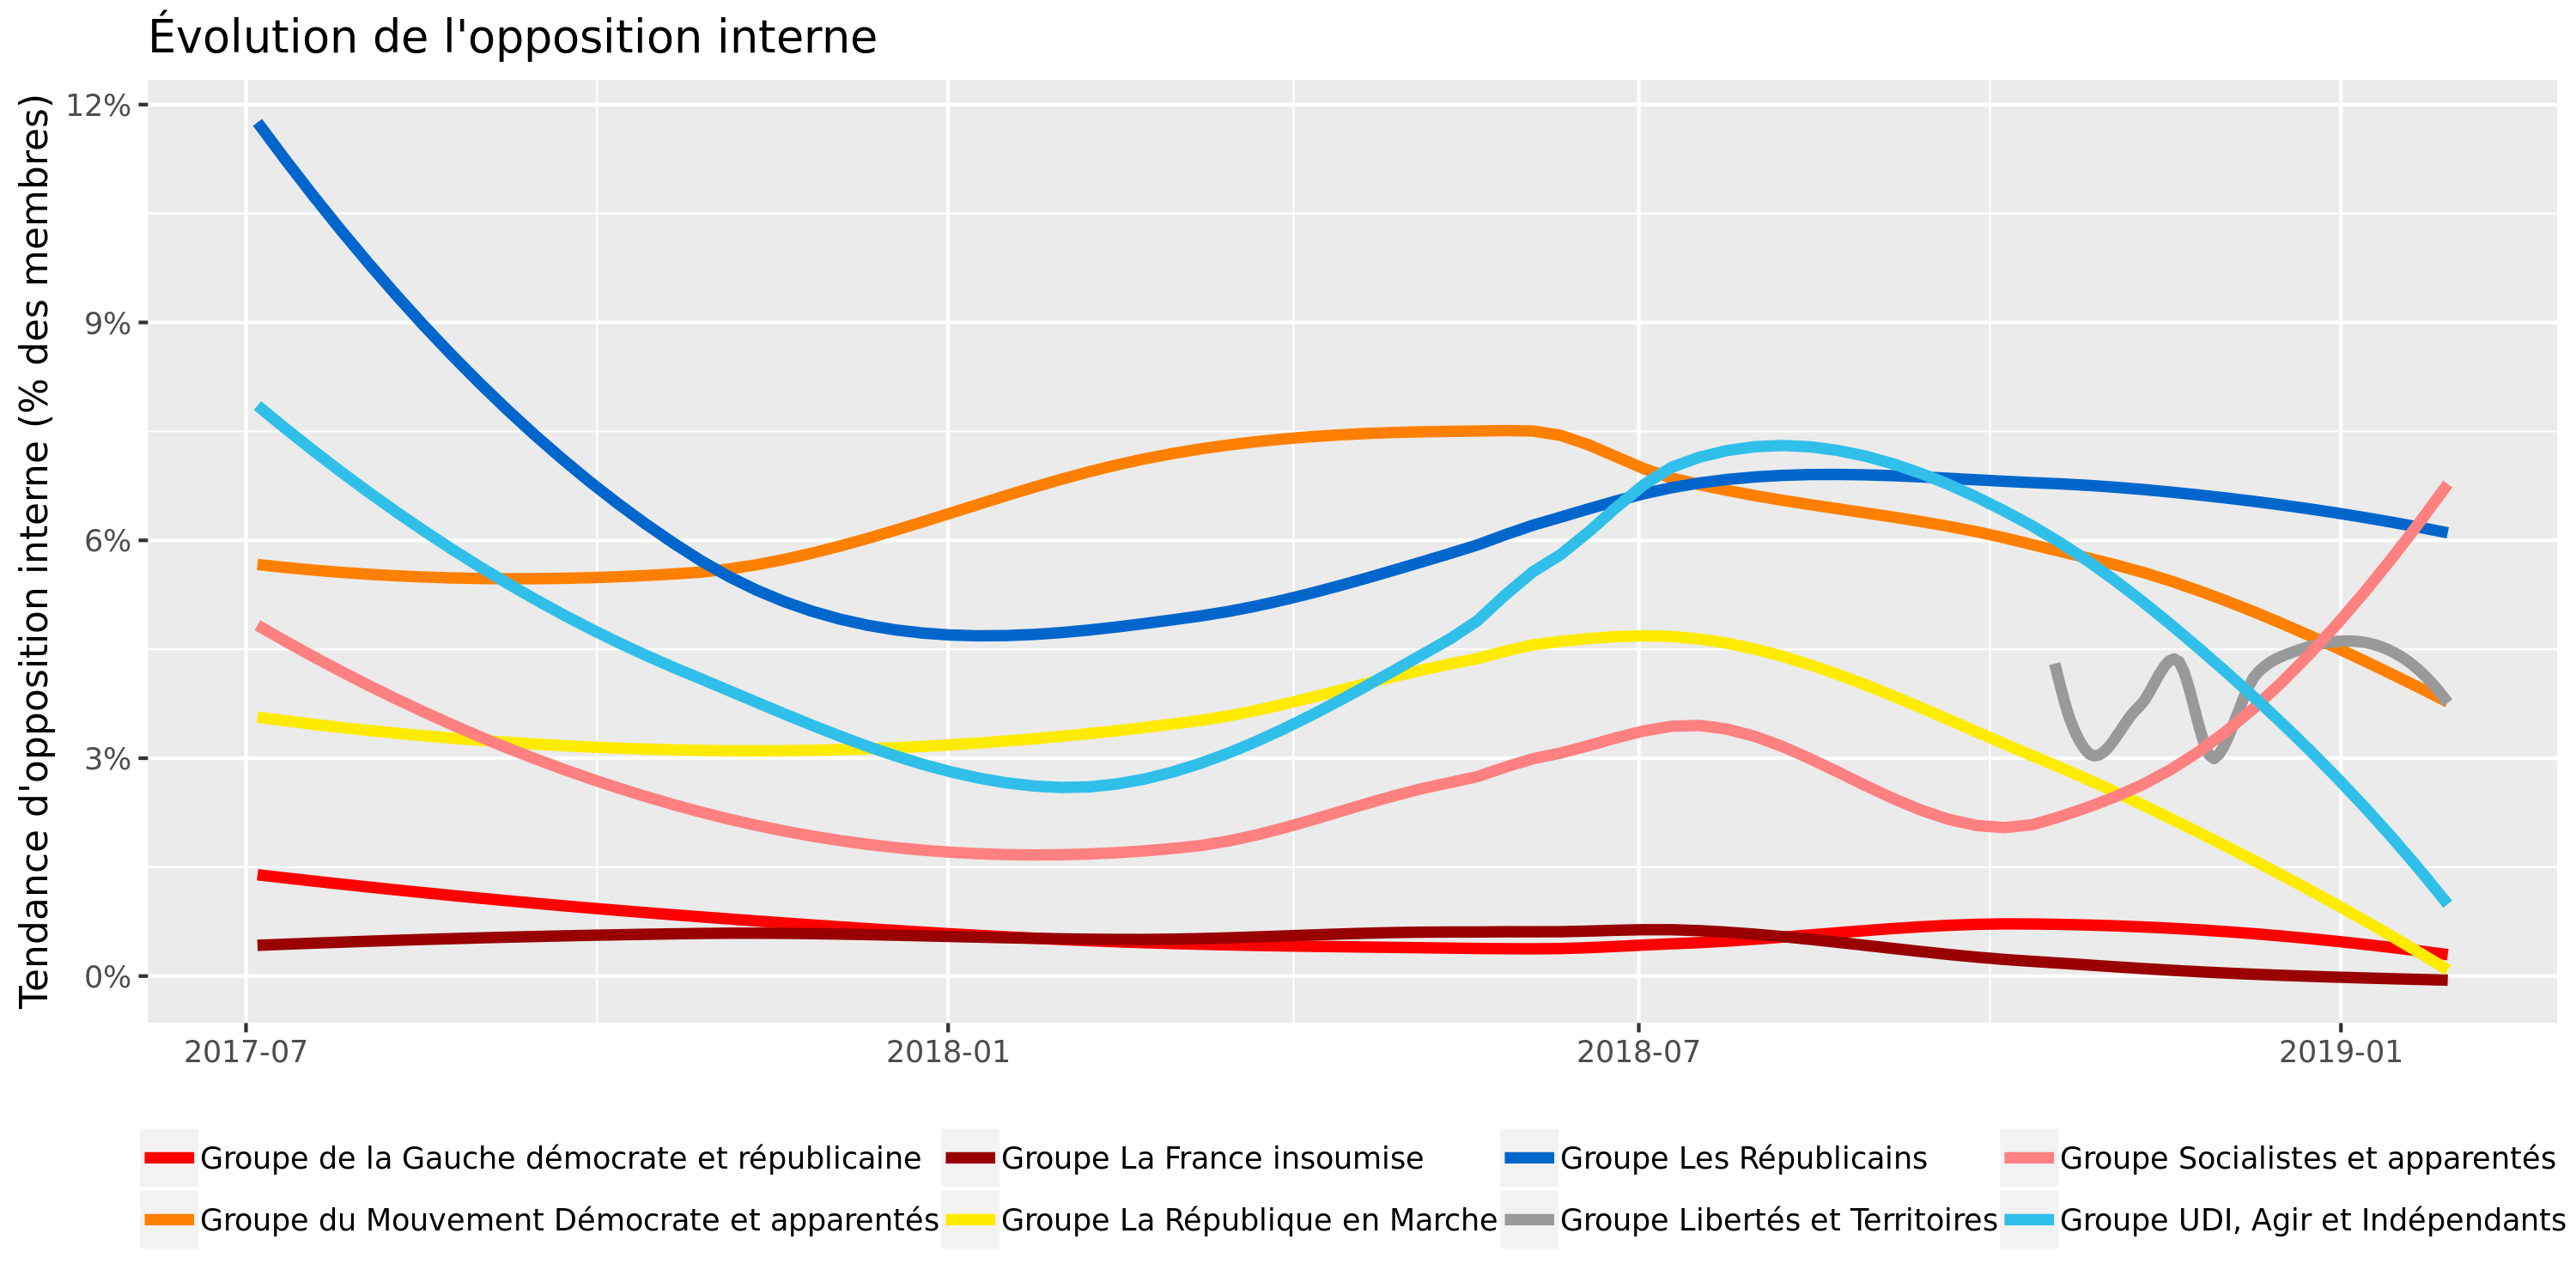 Évolution de l'opposition interne
Tendance d'opposition interne (% des membres)
12%
9%
6%
3%
0%
2017-07 2018-01 2018-07 2019-01
Groupe de la Gauche démocrate et républicaine Groupe La France insoumise Groupe Les Républicains Groupe Socialistes et apparentés
Groupe du Mouvement Démocrate et apparentés Groupe La République en Marche Groupe Libertés et Territoires Groupe UDI, Agir et Indépendants